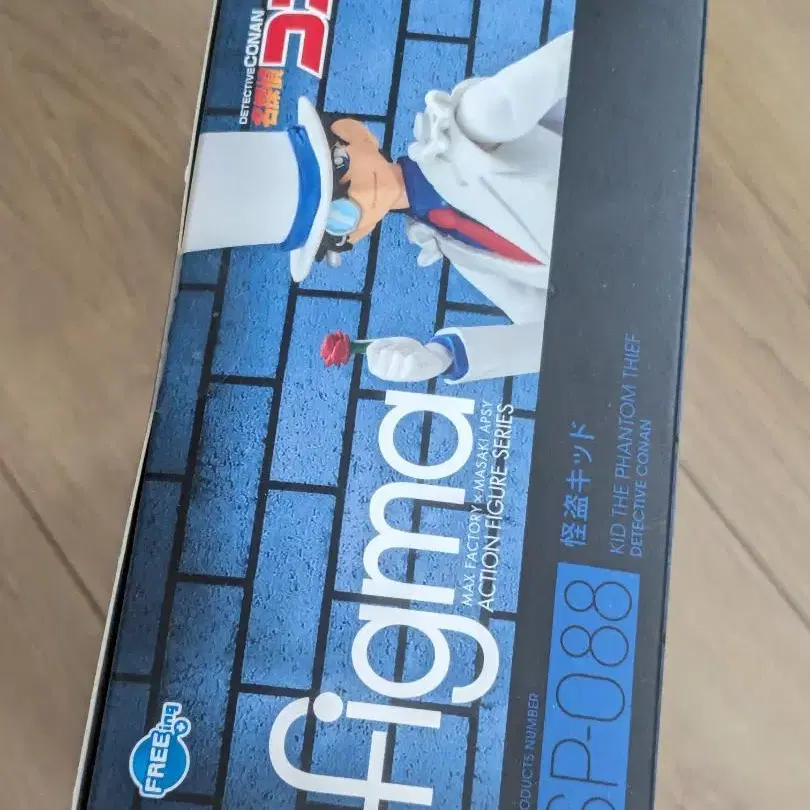 DETECTIVE CONAN
名探偵コナ
figma
MAX FACTORY × MASAKI APSY
ACTION FIGURE SERIES
怪盗キッド
KID THE PHANTOM THIEF
DETECTIVE CONAN
NUMBER
SP-088
FREEing